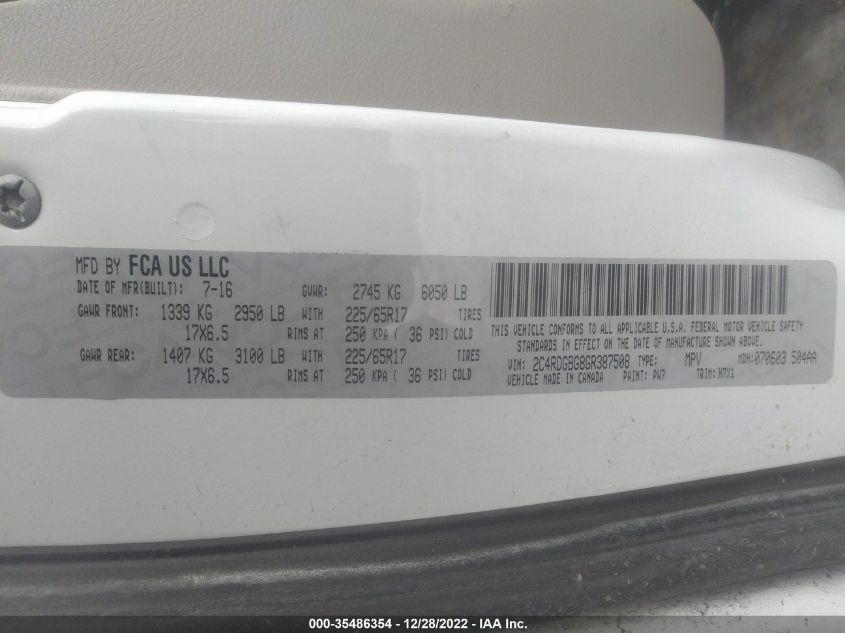 MFD BY FCA US LLC
DATE OF MFR(BUILT): 7-16 GVWR: 2745 KG 6050 LB
GAWR FRONT: 1339 KG 2950 LB WITH 225/65R17 TIRES
17X6.5 RIMS AT 250 KPA ( 36 PSI) COLD
GAWR REAR: 1407 KG 3100 LB WITH 225/65R17 TIRES
17X6.5 RIMS AT 250 KPA ( 36 PSI) COLD
THIS VEHICLE CONFORMS TO ALL APPLICABLE U.S.A. FEDERAL MOTOR VEHICLE SAFETY
STANDARDS IN EFFECT ON THE DATE OF MANUFACTURE SHOWN ABOVE.
VIN: 2C4RDGBG8GR387508 TYPE: MPV MDH:070603 504AA
VEHICLE MADE IN CANADA PAINT: PW7 TRIM: H7X1
000-35486354 - 12/28/2022 - IAA Inc.